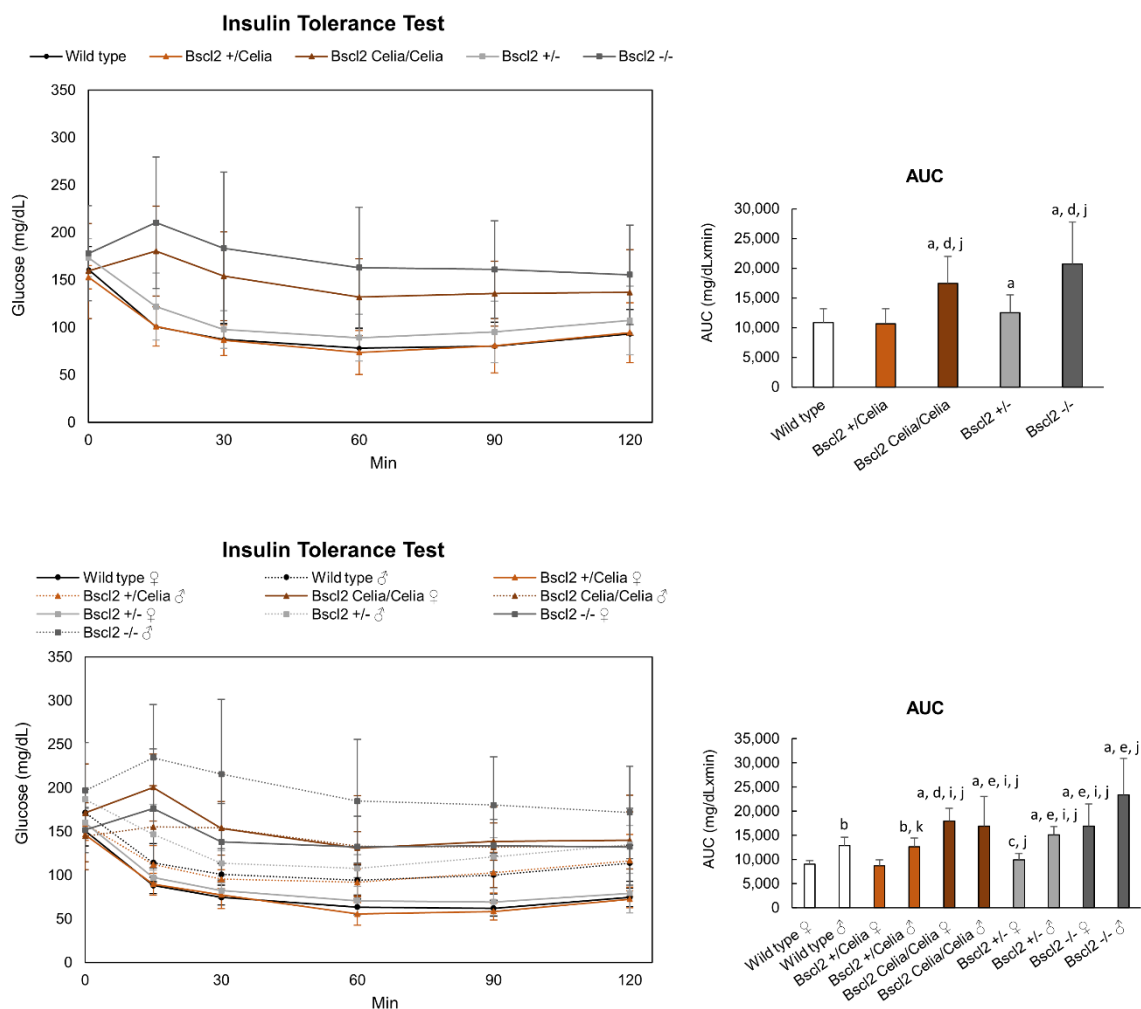 Insulin Tolerance Test
Wild type
Bscl2 +/Celia
Bscl2 Celia/Celia
Bscl2 +/-
Bscl2 -/-
350
300
250
200
150
100
50
0
Glucose (mg/dL)
0
30
60
90
120
Min
AUC
30,000
25,000
20,000
15,000
10,000
5,000
0
AUC (mg/dLxmin)
a, d, j
a
a, d, j
Wild type
Bscl2 +/Celia
Bscl2 Celia/Celia
Bscl2 +/-
Bscl2 -/-
Insulin Tolerance Test
Wild type ♀
Wild type ♂
Bscl2 +/Celia ♀
Bscl2 +/Celia ♂
Bscl2 Celia/Celia ♀
Bscl2 Celia/Celia ♂
Bscl2 +/- ♀
Bscl2 +/- ♂
Bscl2 -/- ♀
Bscl2 -/- ♂
350
300
250
200
150
100
50
0
Glucose (mg/dL)
0
30
60
90
120
Min
AUC
35,000
30,000
25,000
20,000
15,000
10,000
5,000
0
AUC (mg/dLxmin)
b
b, k
a, d, i, j
a, e, i, j
c, j
a, e, i, j
a, e, i, j
a, e, j
Wild type ♀
Wild type ♂
Bscl2 +/Celia ♀
Bscl2 +/Celia ♂
Bscl2 Celia/Celia ♀
Bscl2 Celia/Celia ♂
Bscl2 +/- ♀
Bscl2 +/- ♂
Bscl2 -/- ♀
Bscl2 -/- ♂